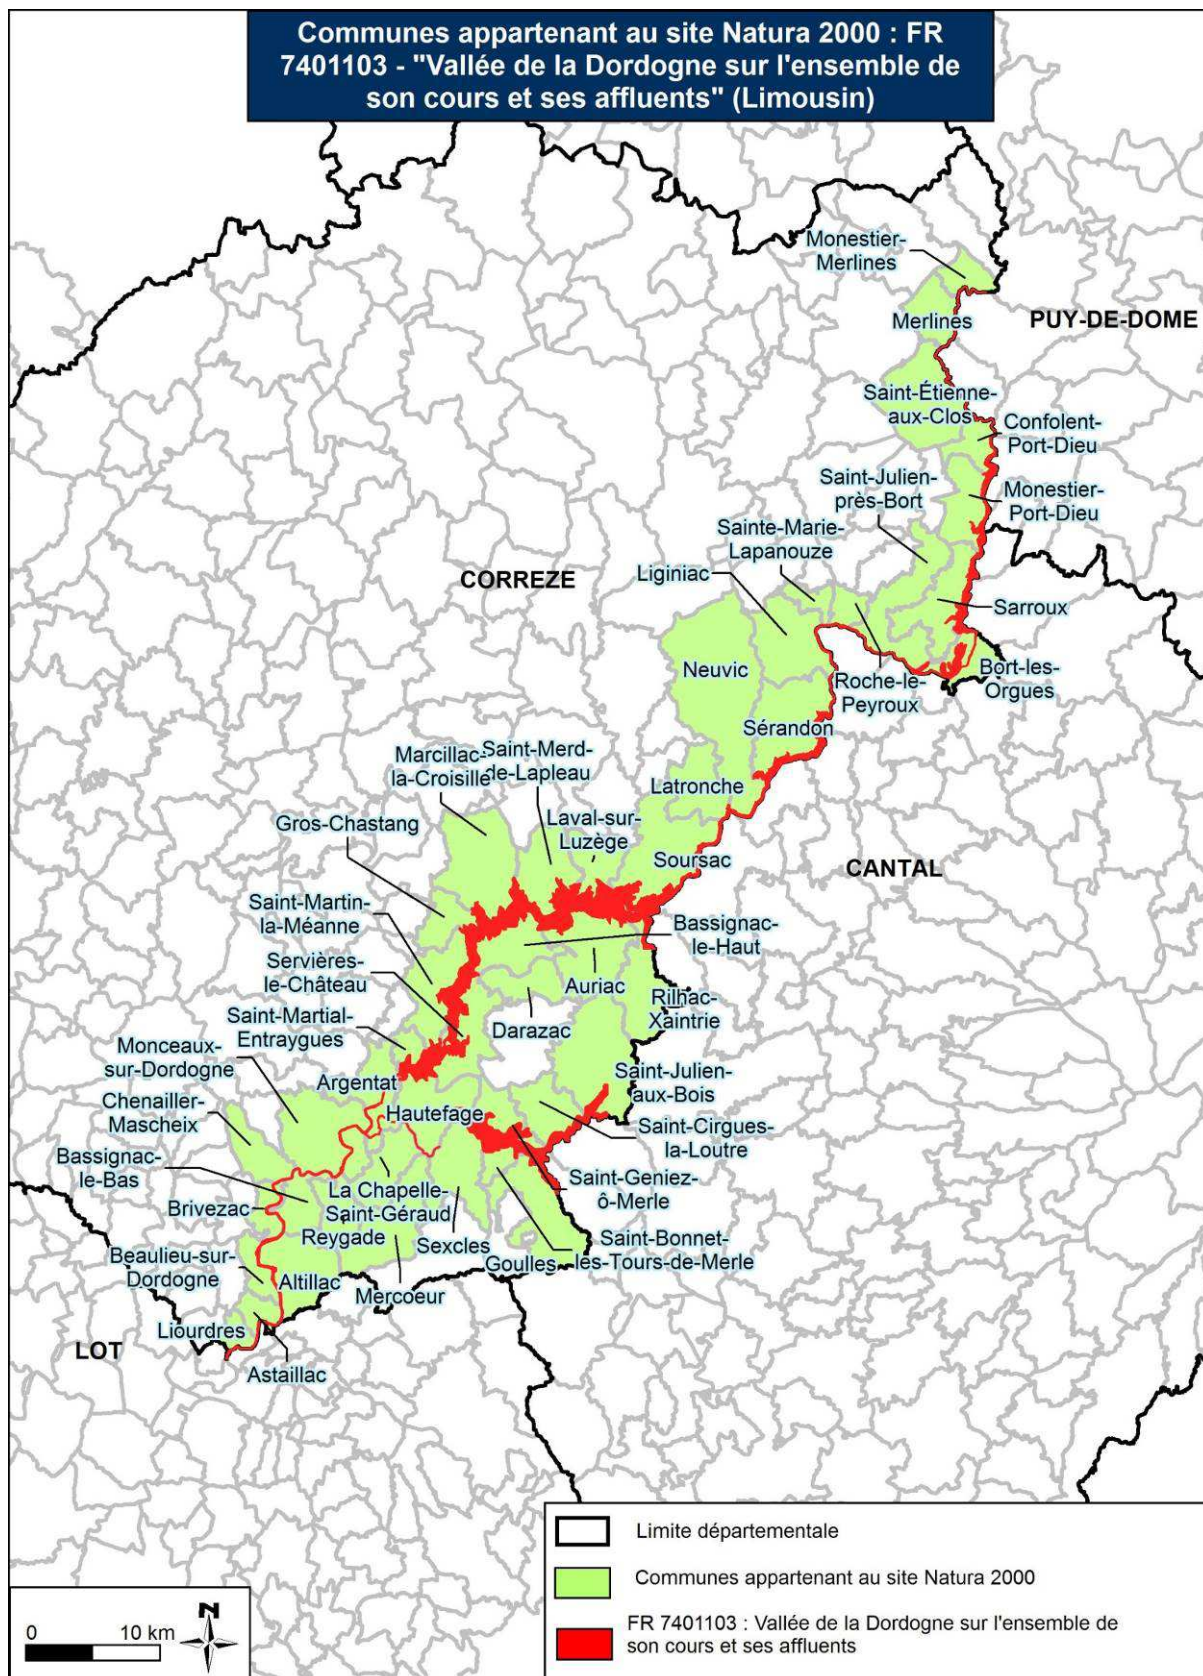 Communes appartenant au site Natura 2000 : FR
7401103 - "Vallée de la Dordogne sur l'ensemble de
son cours et ses affluents" (Limousin)
Monestier-
Merlines
Merlines
PUY-DE-DOME
Saint-Étienne-
aux-Clos
Confolent-
Port-Dieu
Saint-Julien-
près-Bort
Monestier-
Port-Dieu
Sainte-Marie-
Lapanouze
Liginiac
CORREZE
Sarroux
Neuvic
Roche-le-
Peyroux
Bort-les-
Orgues
Sérandon
Marcillac-
la-Croisille
Saint-Merd-
de-Lapleau
Latronche
Laval-sur-
Luzège
Gros-Chastang
Soursac
CANTAL
Saint-Martin-
la-Méanne
Bassignac-
le-Haut
Servières-
le-Château
Auriac
Rilhac-
Xaintrie
Saint-Martial-
Entraygues
Darazac
Monceaux-
sur-Dordogne
Argentat
Saint-Julien-
aux-Bois
Chenailler-
Mascheix
Hautefage
Saint-Cirgues-
la-Loutre
Bassignac-
le-Bas
Saint-Geniez-
ô-Merle
Brivezac
La Chapelle-
Saint-Géraud
Reygade
Sexcles
Saint-Bonnet-
les-Tours-de-Merle
Goulles
Beaulieu-sur-
Dordogne
Altillac
Mercoeur
Liourdres
LOT
Astaillac
Limite départementale
Communes appartenant au site Natura 2000
FR 7401103 : Vallée de la Dordogne sur l'ensemble de
son cours et ses affluents
N
0 10 km